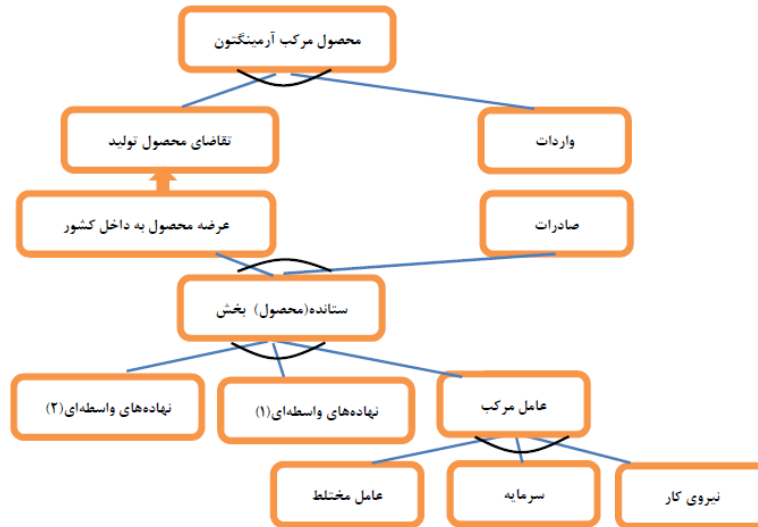 محصول مرکب آرمینگتون
واردات
تقاضای محصول تولید
صادرات
عرضه محصول به داخل کشور
ستانده(محصول) بخش
عامل مرکب
نهاده‌های واسطه‌ای(۱)
نهاده‌های واسطه‌ای(۲)
نیروی کار
سرمایه
عامل مختلط